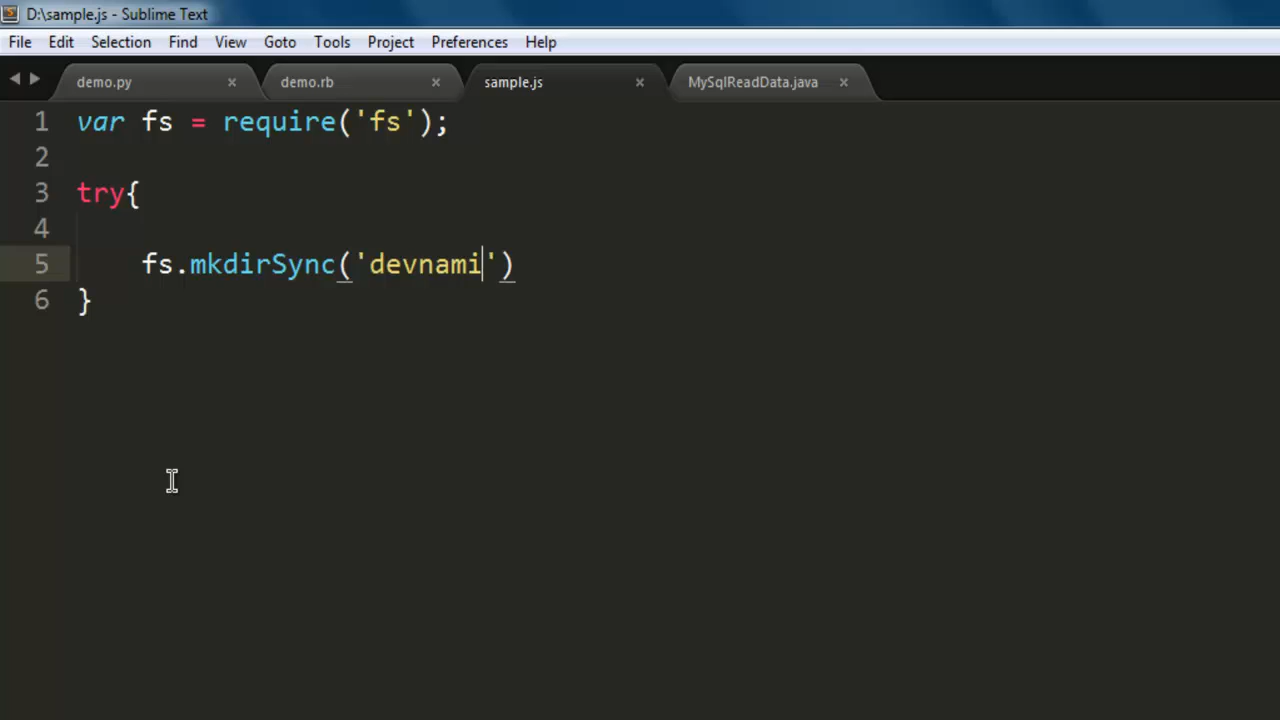 D:\sample.js - Sublime Text
File Edit Selection Find View Goto Tools Project Preferences Help
demo.py × demo.rb × sample.js × MySqlReadData.java ×
1 var fs = require('fs');
2
3 try{
4
5 fs.mkdirSync('devnami')
6 }